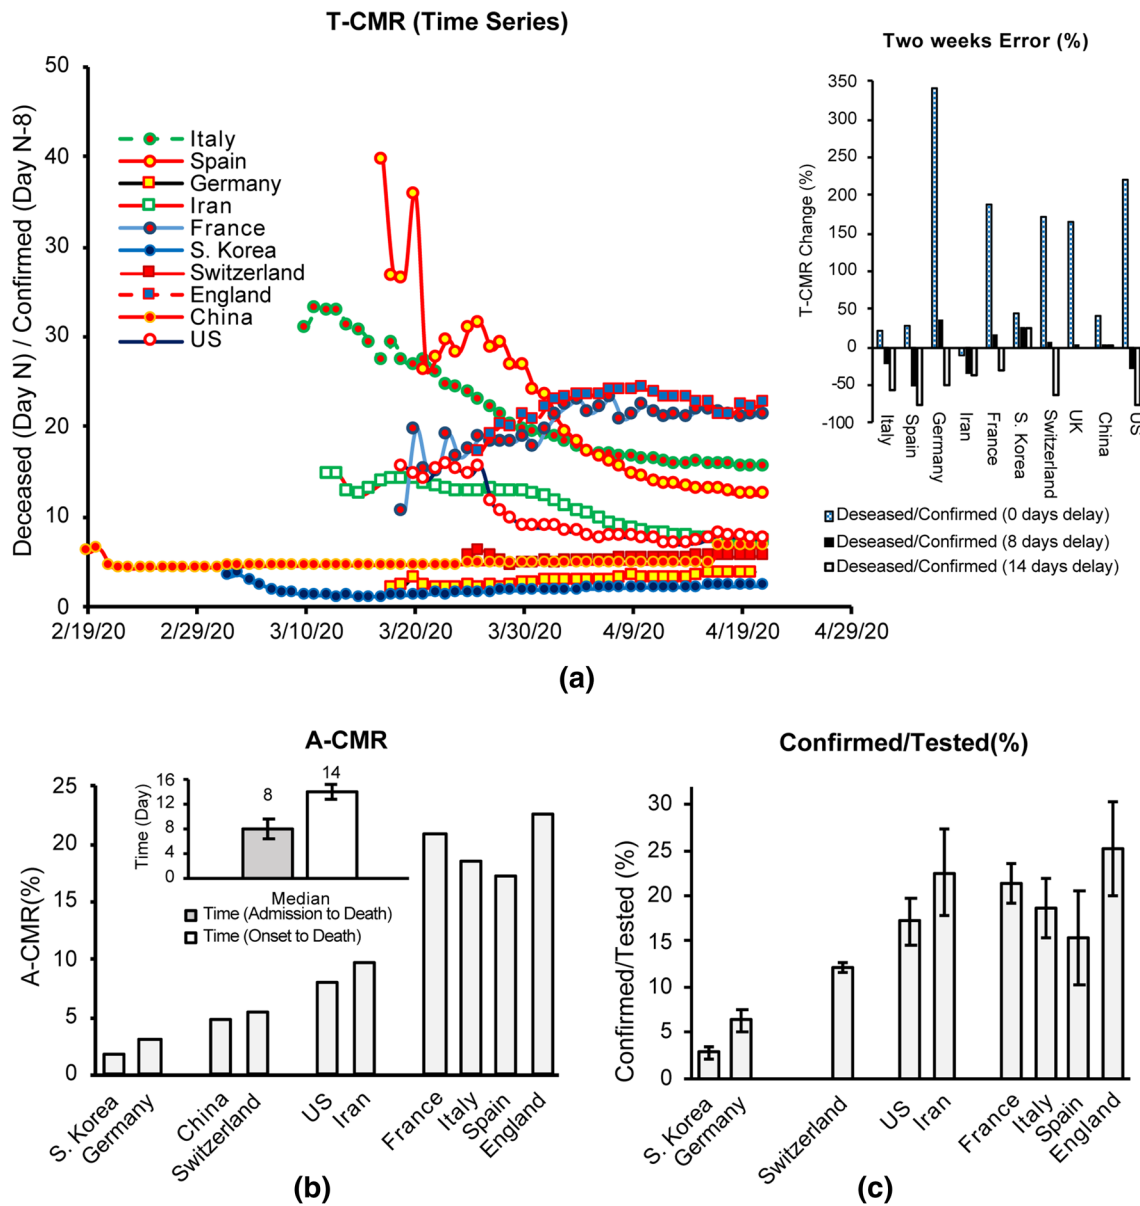 T-CMR (Time Series)
Deceased (Day N) / Confirmed (Day N-8)
50
40
30
20
10
0
2/19/20 2/29/20 3/10/20 3/20/20 3/30/20 4/9/20 4/19/20 4/29/20
Italy
Spain
Germany
Iran
France
S. Korea
Switzerland
England
China
US
Two weeks Error (%)
T-CMR Change (%)
350
300
250
200
150
100
50
0
-50
-100
Italy
Spain
Germany
Iran
France
S. Korea
Switzerland
UK
China
US
Deseased/Confirmed (0 days delay)
Deseased/Confirmed (8 days delay)
Deseased/Confirmed (14 days delay)
(a)
A-CMR
A-CMR(%)
25
20
15
10
5
0
Time (Day)
16
12
8
4
0
8
14
Median
Time (Admission to Death)
Time (Onset to Death)
S. Korea
Germany
China
Switzerland
US
Iran
France
Italy
Spain
England
(b)
Confirmed/Tested(%)
Confirmed/Tested (%)
30
25
20
15
10
5
0
S. Korea
Germany
Switzerland
US
Iran
France
Italy
Spain
England
(c)